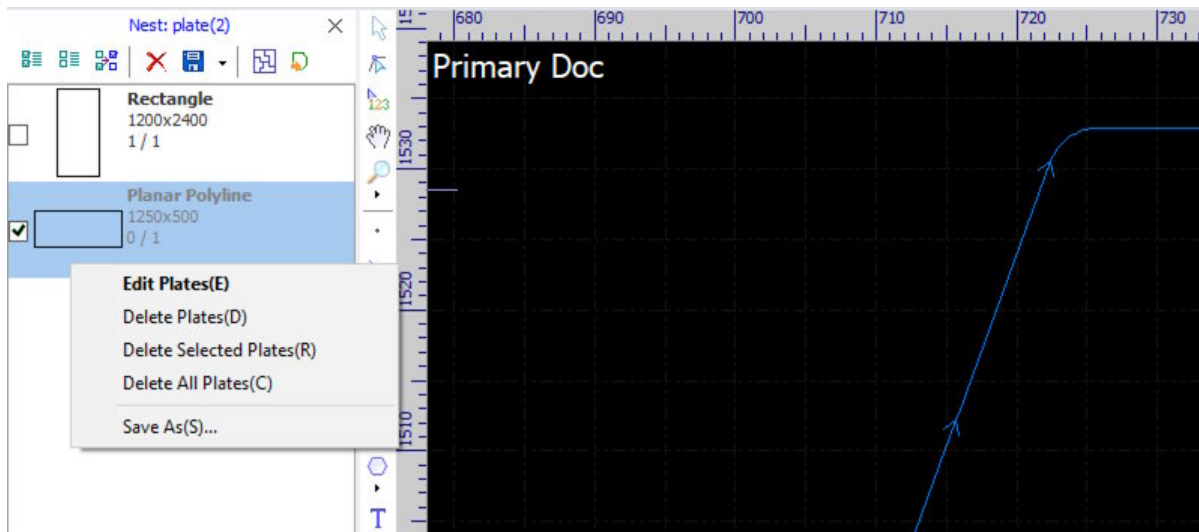 Nest: plate(2)
Rectangle
1200x2400
1 / 1
Planar Polyline
1250x500
0 / 1
Edit Plates(E)
Delete Plates(D)
Delete Selected Plates(R)
Delete All Plates(C)
Save As(S)...
123
T
680
690
700
710
720
730
Primary Doc
1530
1520
1510